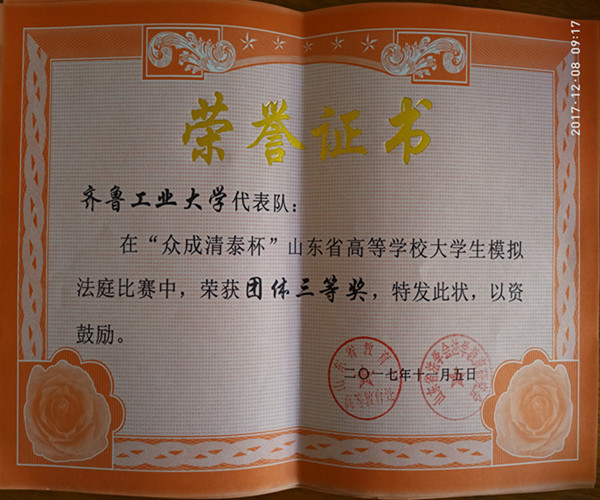 荣誉证书
齐鲁工业大学代表队：
在“众成清泰杯”山东省高等学校大学生模拟
法庭比赛中，荣获团体三等奖，特发此状，以资
鼓励。
二〇一七年十一月五日
2017-12-08 09:17